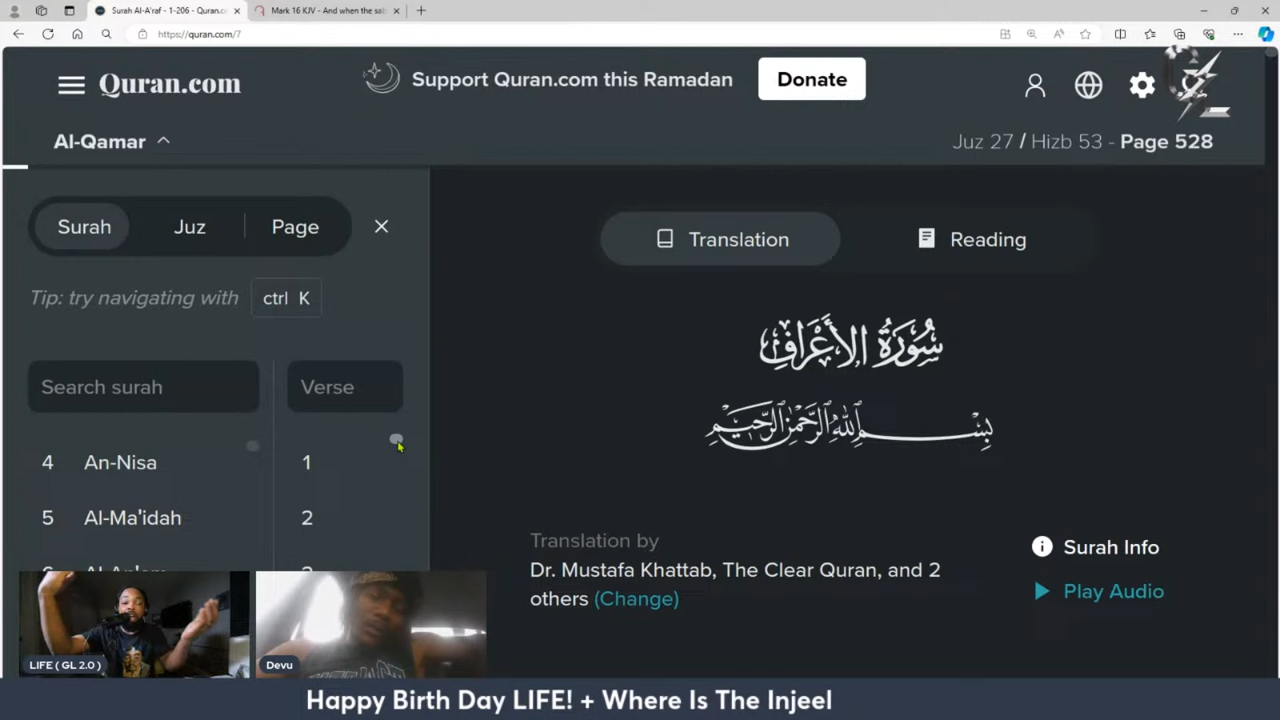 Surah Al-A'raf - 1-206 - Quran.co
Mark 16 KJV - And when the sab
https://quran.com/7
Quran.com
Support Quran.com this Ramadan
Donate
Al-Qamar
Juz 27 / Hizb 53 - Page 528
Surah
Juz
Page
Translation
Reading
Tip: try navigating with
ctrl K
سُورَةُ الأَعْرَافِ
Search surah
Verse
بِسْمِ ٱللَّهِ ٱلرَّحْمَٰنِ ٱلرَّحِيمِ
4 An-Nisa
1
5 Al-Ma'idah
2
Translation by
Dr. Mustafa Khattab, The Clear Quran, and 2
others (Change)
Surah Info
Play Audio
LIFE ( GL 2.0 )
Devu
Happy Birth Day LIFE! + Where Is The Injeel